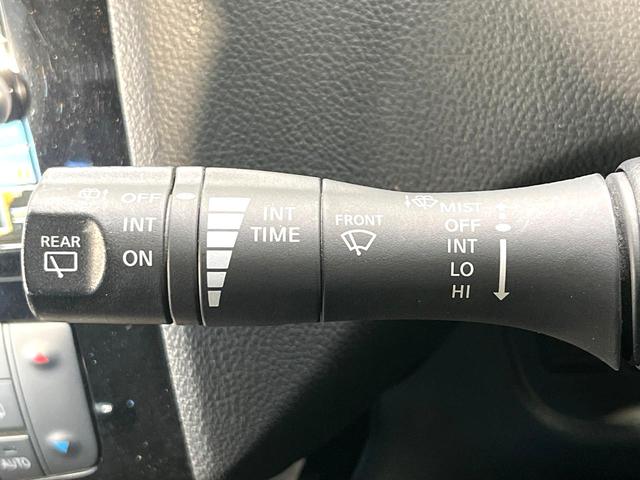 REAR
OFF
INT
ON
INT
TIME
FRONT
MIST
OFF
INT
LO
HI
AUTO